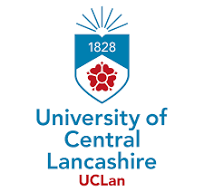 1828
University of
Central
Lancashire
UCLan